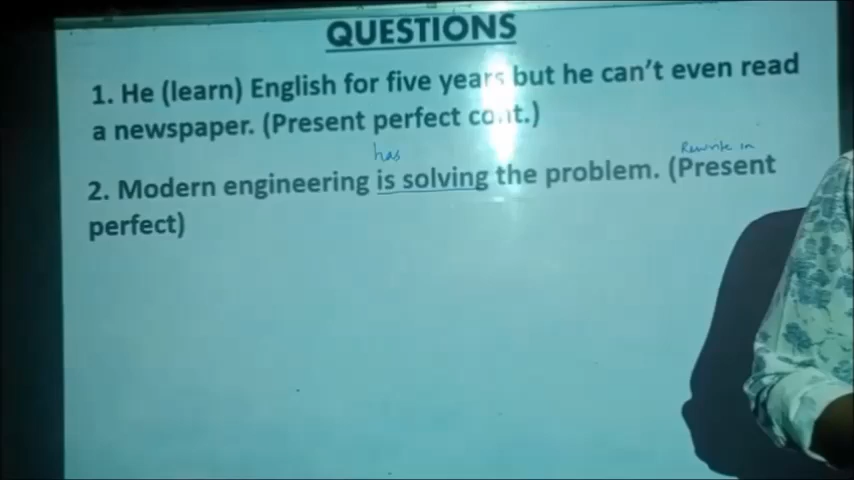 QUESTIONS
1. He (learn) English for five years but he can't even read
a newspaper. (Present perfect cont.)
has
Rewrite in
2. Modern engineering is solving the problem. (Present
perfect)